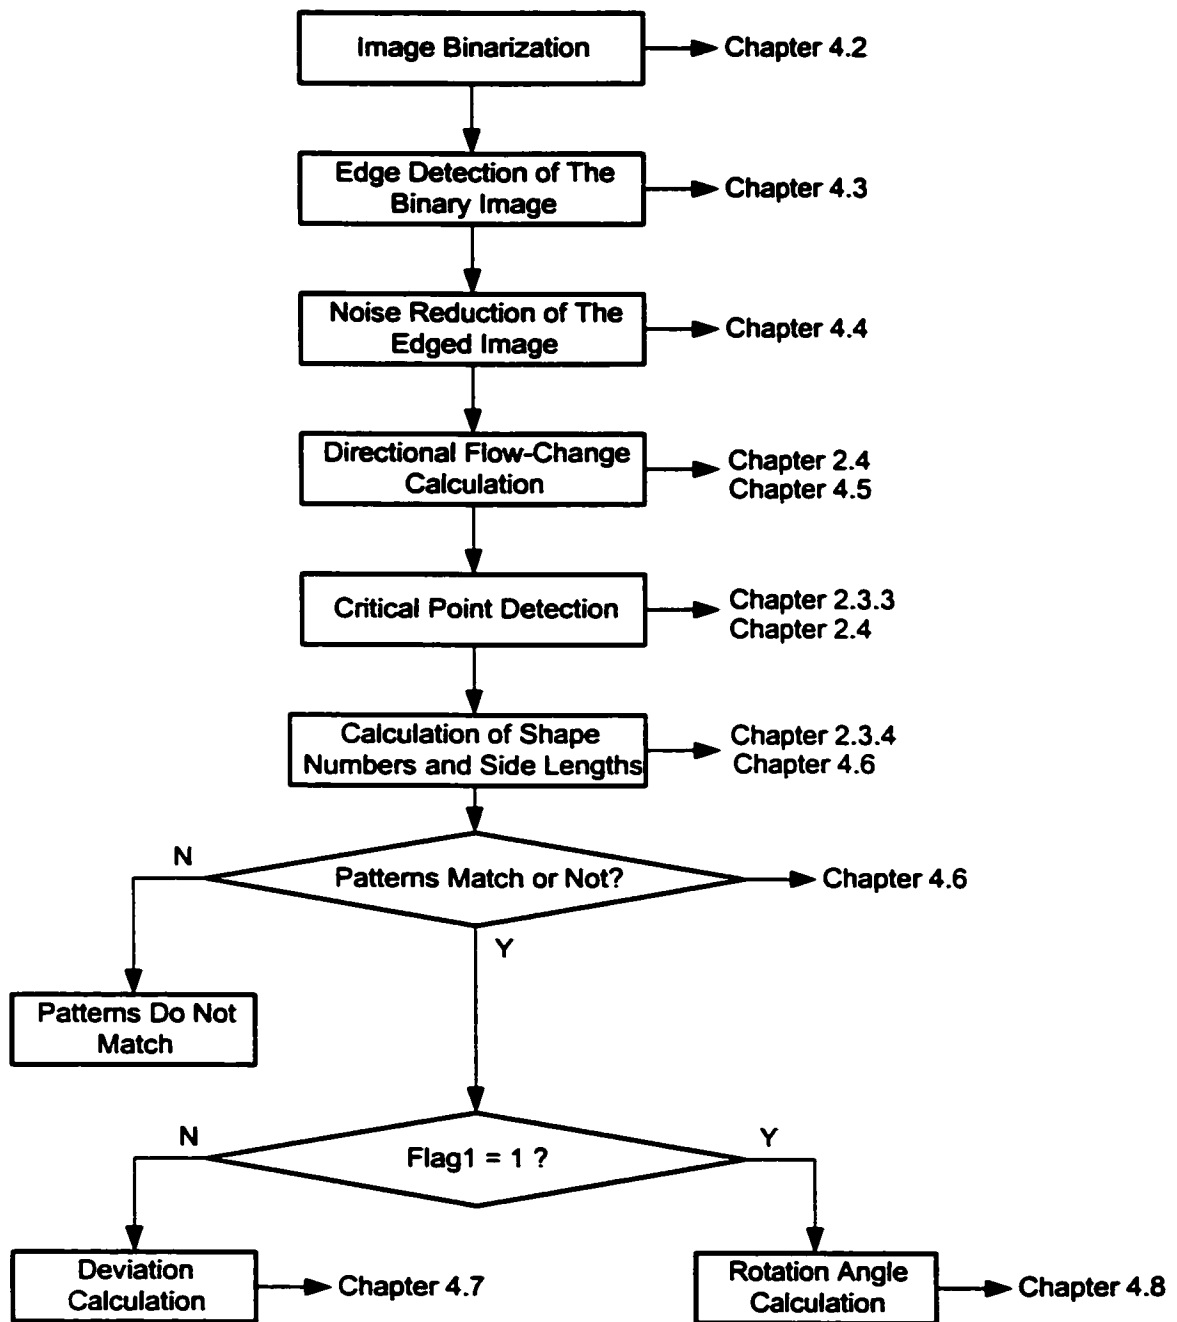 Image Binarization
Chapter 4.2
Edge Detection of The
Binary Image
Chapter 4.3
Noise Reduction of The
Edged Image
Chapter 4.4
Directional Flow-Change
Calculation
Chapter 2.4
Chapter 4.5
Critical Point Detection
Chapter 2.3.3
Chapter 2.4
Calculation of Shape
Numbers and Side Lengths
Chapter 2.3.4
Chapter 4.6
N
Patterns Match or Not?
Chapter 4.6
Y
Patterns Do Not
Match
N
Flag1 = 1 ?
Y
Deviation
Calculation
Chapter 4.7
Rotation Angle
Calculation
Chapter 4.8